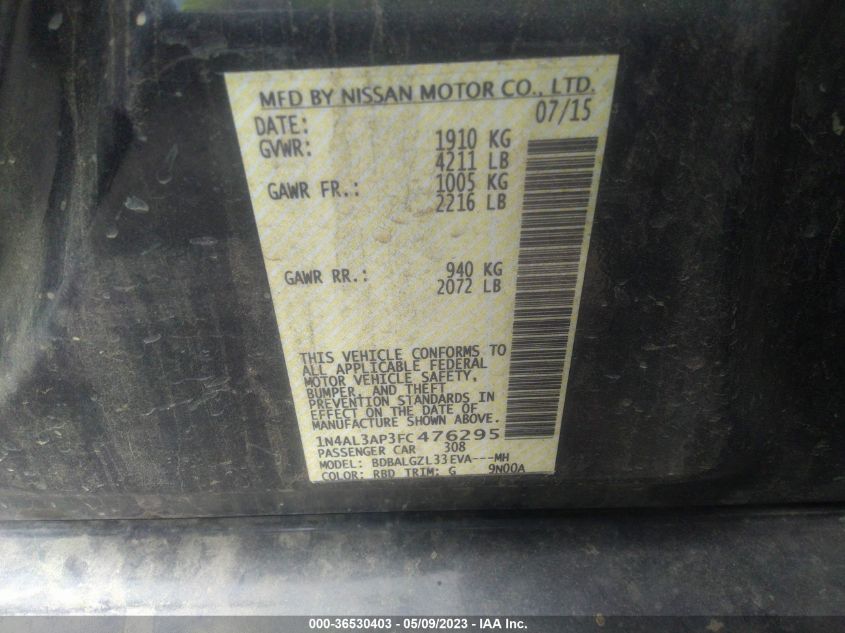 MFD BY NISSAN MOTOR CO., LTD.
DATE: 07/15
GVWR: 1910 KG
4211 LB
GAWR FR.: 1005 KG
2216 LB
GAWR RR.: 940 KG
2072 LB
THIS VEHICLE CONFORMS TO
ALL APPLICABLE FEDERAL
MOTOR VEHICLE SAFETY,
BUMPER, AND THEFT
PREVENTION STANDARDS IN
EFFECT ON THE DATE OF
MANUFACTURE SHOWN ABOVE.
1N4AL3AP3FC476295
PASSENGER CAR 308
MODEL: BDBALGZL33EVA---MH
COLOR: RBD TRIM: G 9N00A
000-36530403 - 05/09/2023 - IAA Inc.